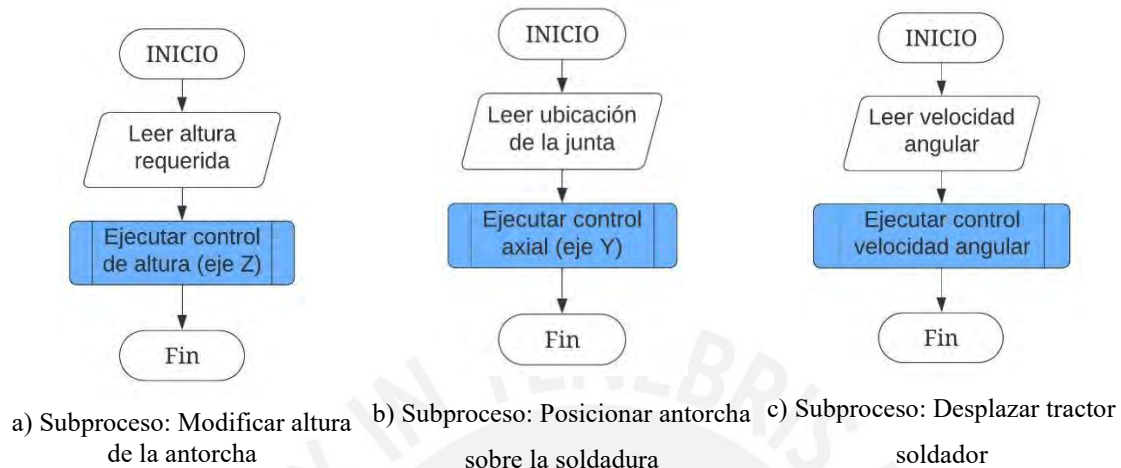 INICIO
Leer altura
requerida
Ejecutar control
de altura (eje Z)
Fin
a) Subproceso: Modificar altura
de la antorcha
INICIO
Leer ubicación
de la junta
Ejecutar control
axial (eje Y)
Fin
b) Subproceso: Posicionar antorcha
sobre la soldadura
INICIO
Leer velocidad
angular
Ejecutar control
velocidad angular
Fin
c) Subproceso: Desplazar tractor
soldador
IN TENEBRIS